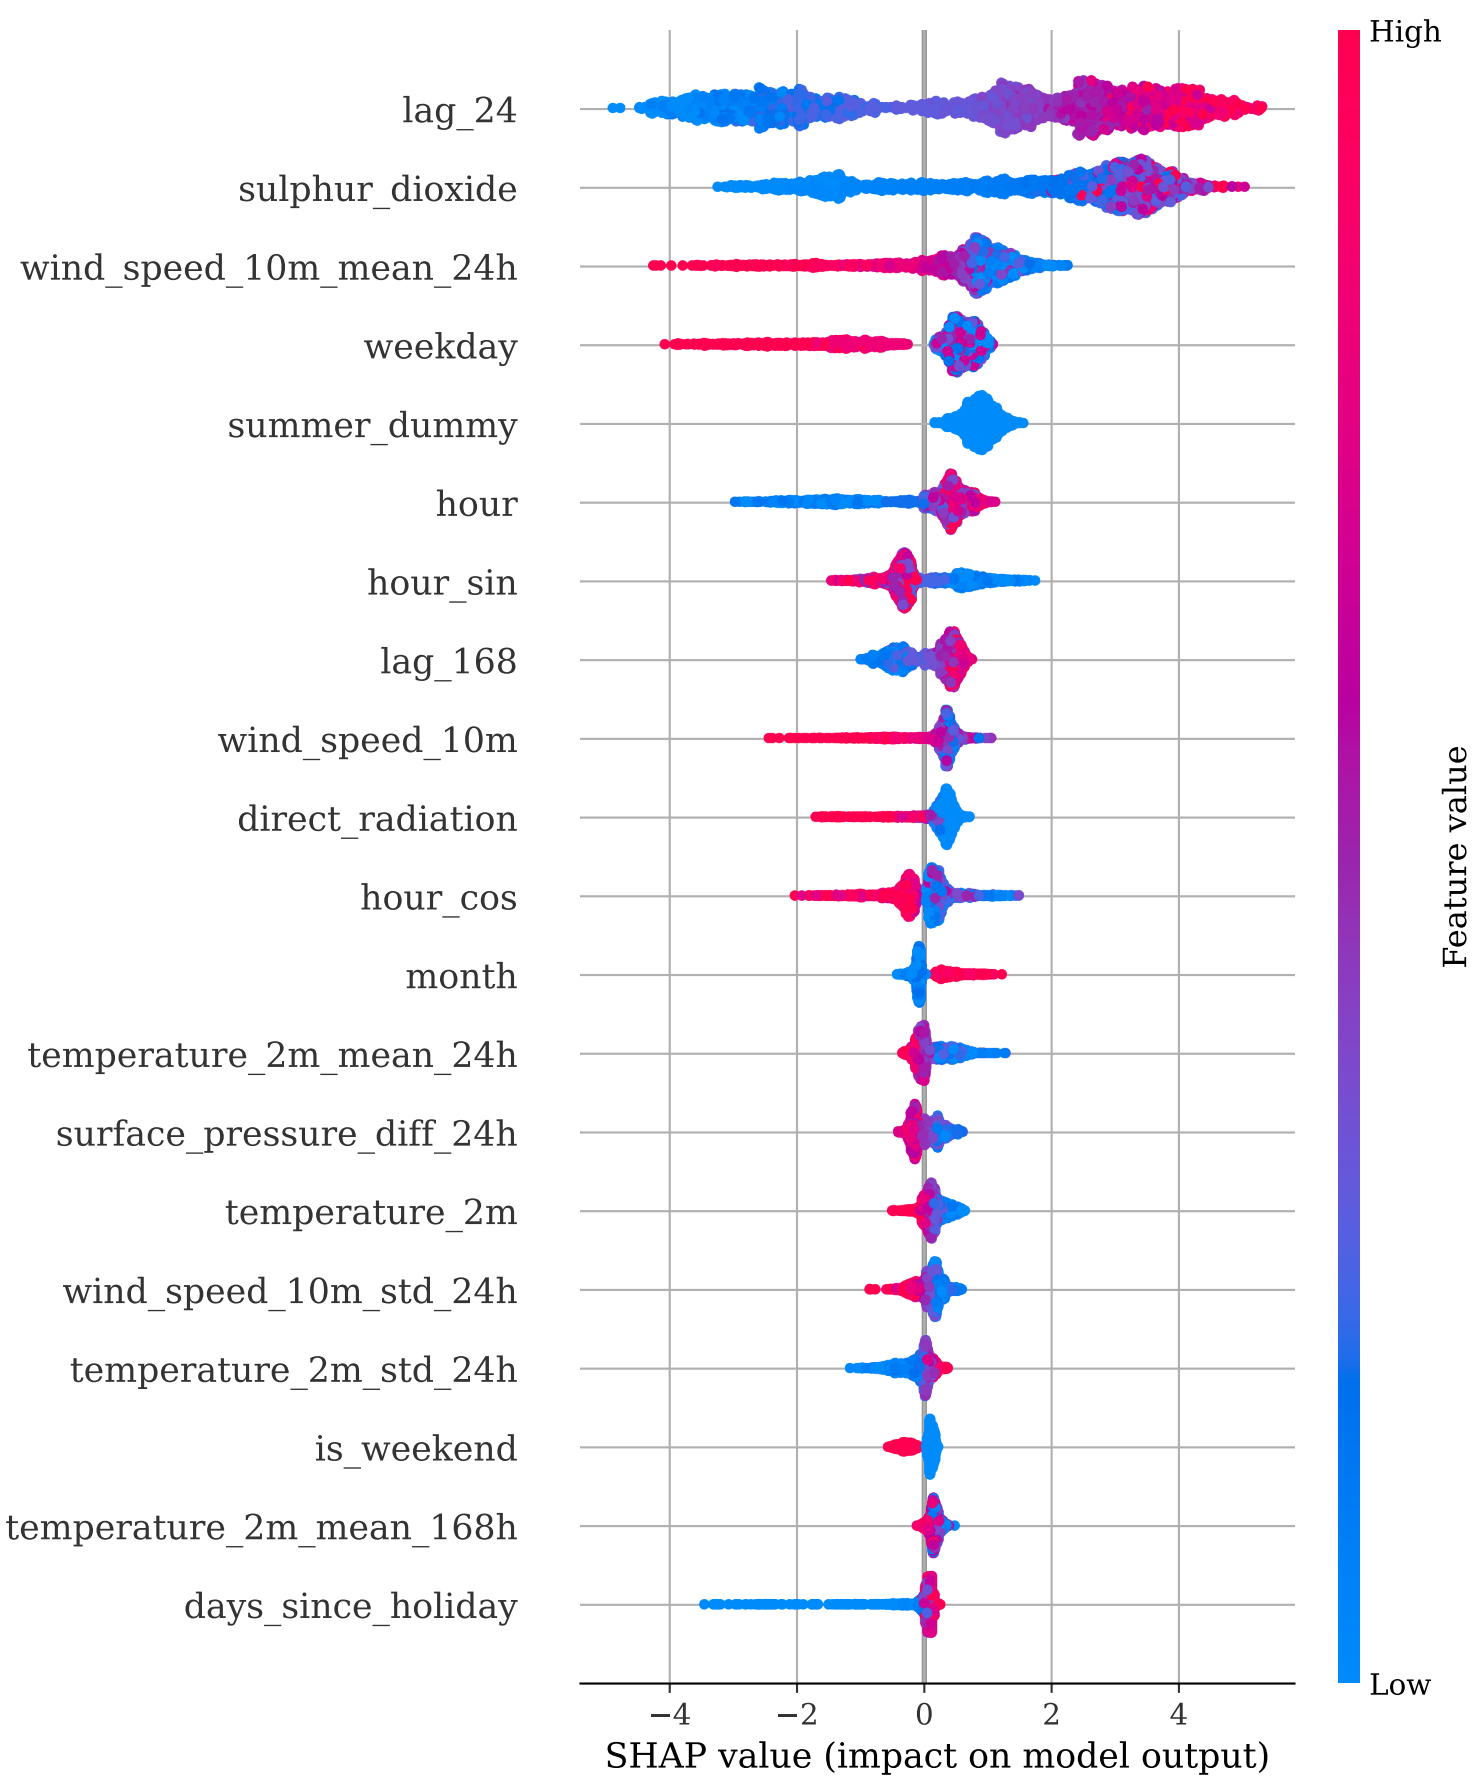 High
lag_24
sulphur_dioxide
wind_speed_10m_mean_24h
weekday
summer_dummy
hour
hour_sin
lag_168
wind_speed_10m
direct_radiation
hour_cos
month
temperature_2m_mean_24h
surface_pressure_diff_24h
temperature_2m
wind_speed_10m_std_24h
temperature_2m_std_24h
is_weekend
temperature_2m_mean_168h
days_since_holiday
Feature value
Low
−4 −2 0 2 4
SHAP value (impact on model output)